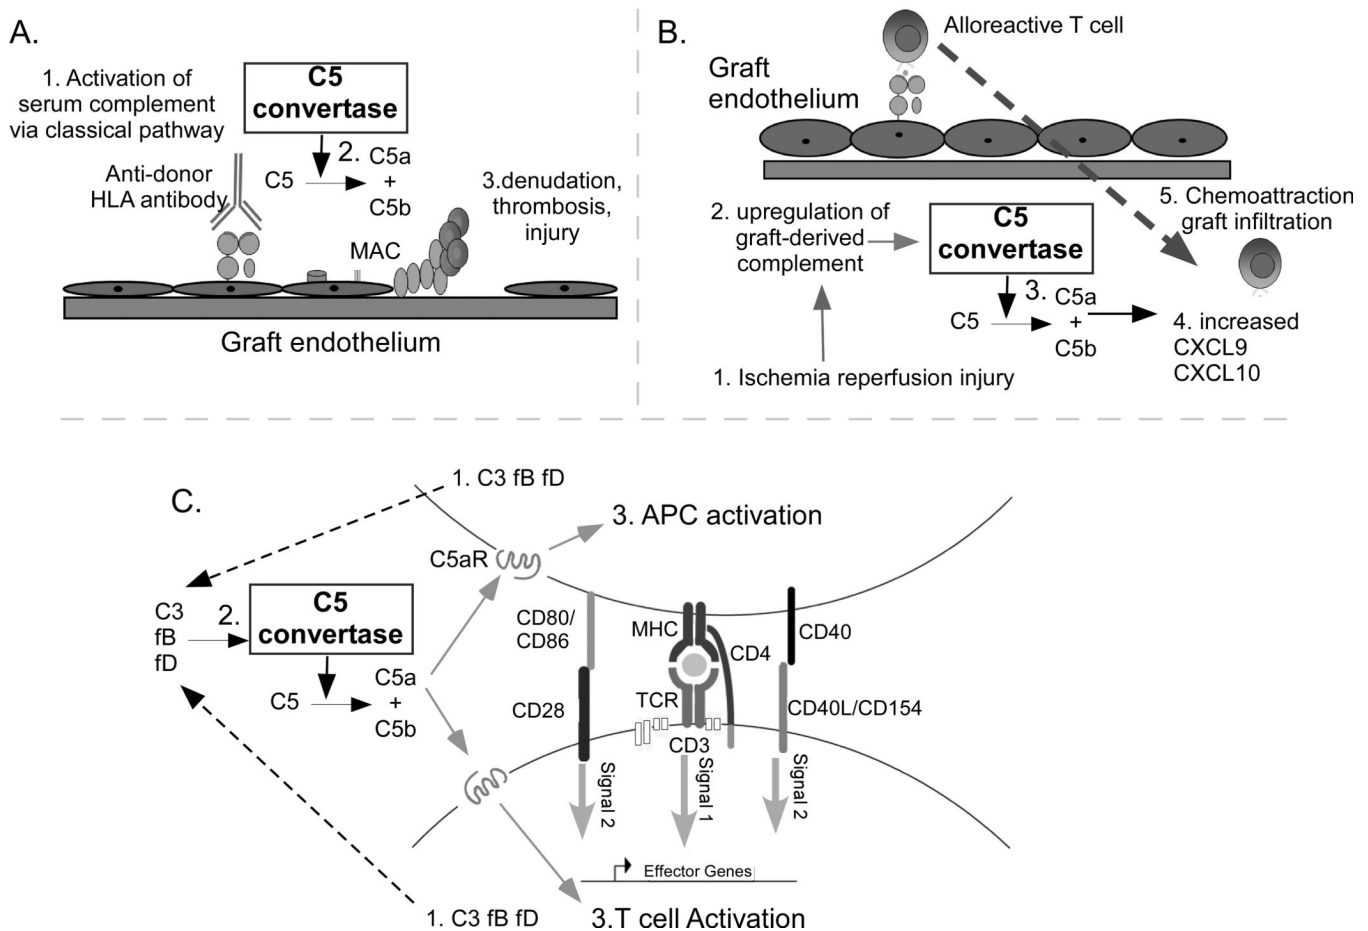 A.
1. Activation of
serum complement
via classical pathway
C5
convertase
2.
C5
C5a
+
C5b
Anti-donor
HLA antibody
MAC
3.denudation,
thrombosis,
injury
Graft endothelium
B.
Alloreactive T cell
Graft
endothelium
2. upregulation of
graft-derived
complement
C5
convertase
3.
C5
C5a
+
C5b
5. Chemoattraction
graft infiltration
4. increased
CXCL9
CXCL10
1. Ischemia reperfusion injury
C.
1. C3 fB fD
3. APC activation
C5aR
C3
fB
fD
2.
C5
convertase
C5
C5a
+
C5b
CD80/
CD86
MHC
CD40
CD4
CD28
TCR
CD40L/CD154
CD3
Signal 2
Signal 1
Signal 2
Effector Genes
1. C3 fB fD
3.T cell Activation